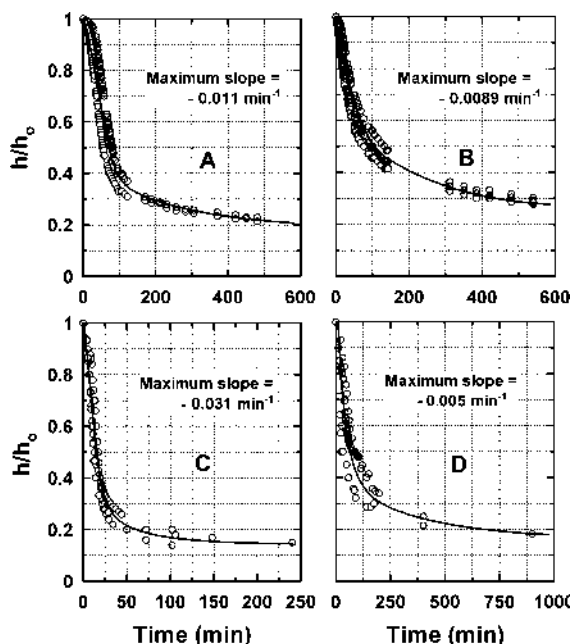 1
0.8
0.6
0.4
0.2
0
h/ho
Maximum slope =
- 0.011 min-1
A
0 200 400 600
Maximum slope =
- 0.0089 min-1
B
0 200 400 600
1
0.8
0.6
0.4
0.2
0
h/ho
Maximum slope =
- 0.031 min-1
C
0 50 100 150 200 250
Time (min)
Maximum slope =
- 0.005 min-1
D
0 250 500 750 1000
Time (min)